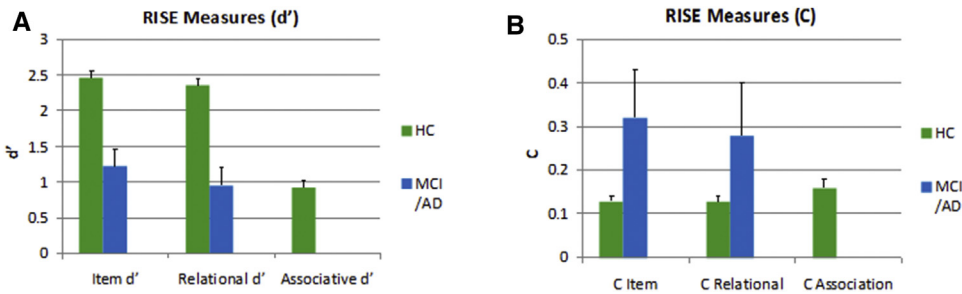 A
RISE Measures (d’)
3
2.5
2
1.5
1
0.5
0
d’
Item d’ Relational d’ Associative d’
HC
MCI
/AD
B
RISE Measures (C)
0.5
0.4
0.3
0.2
0.1
0
C
C Item C Relational C Association
HC
MCI
/AD